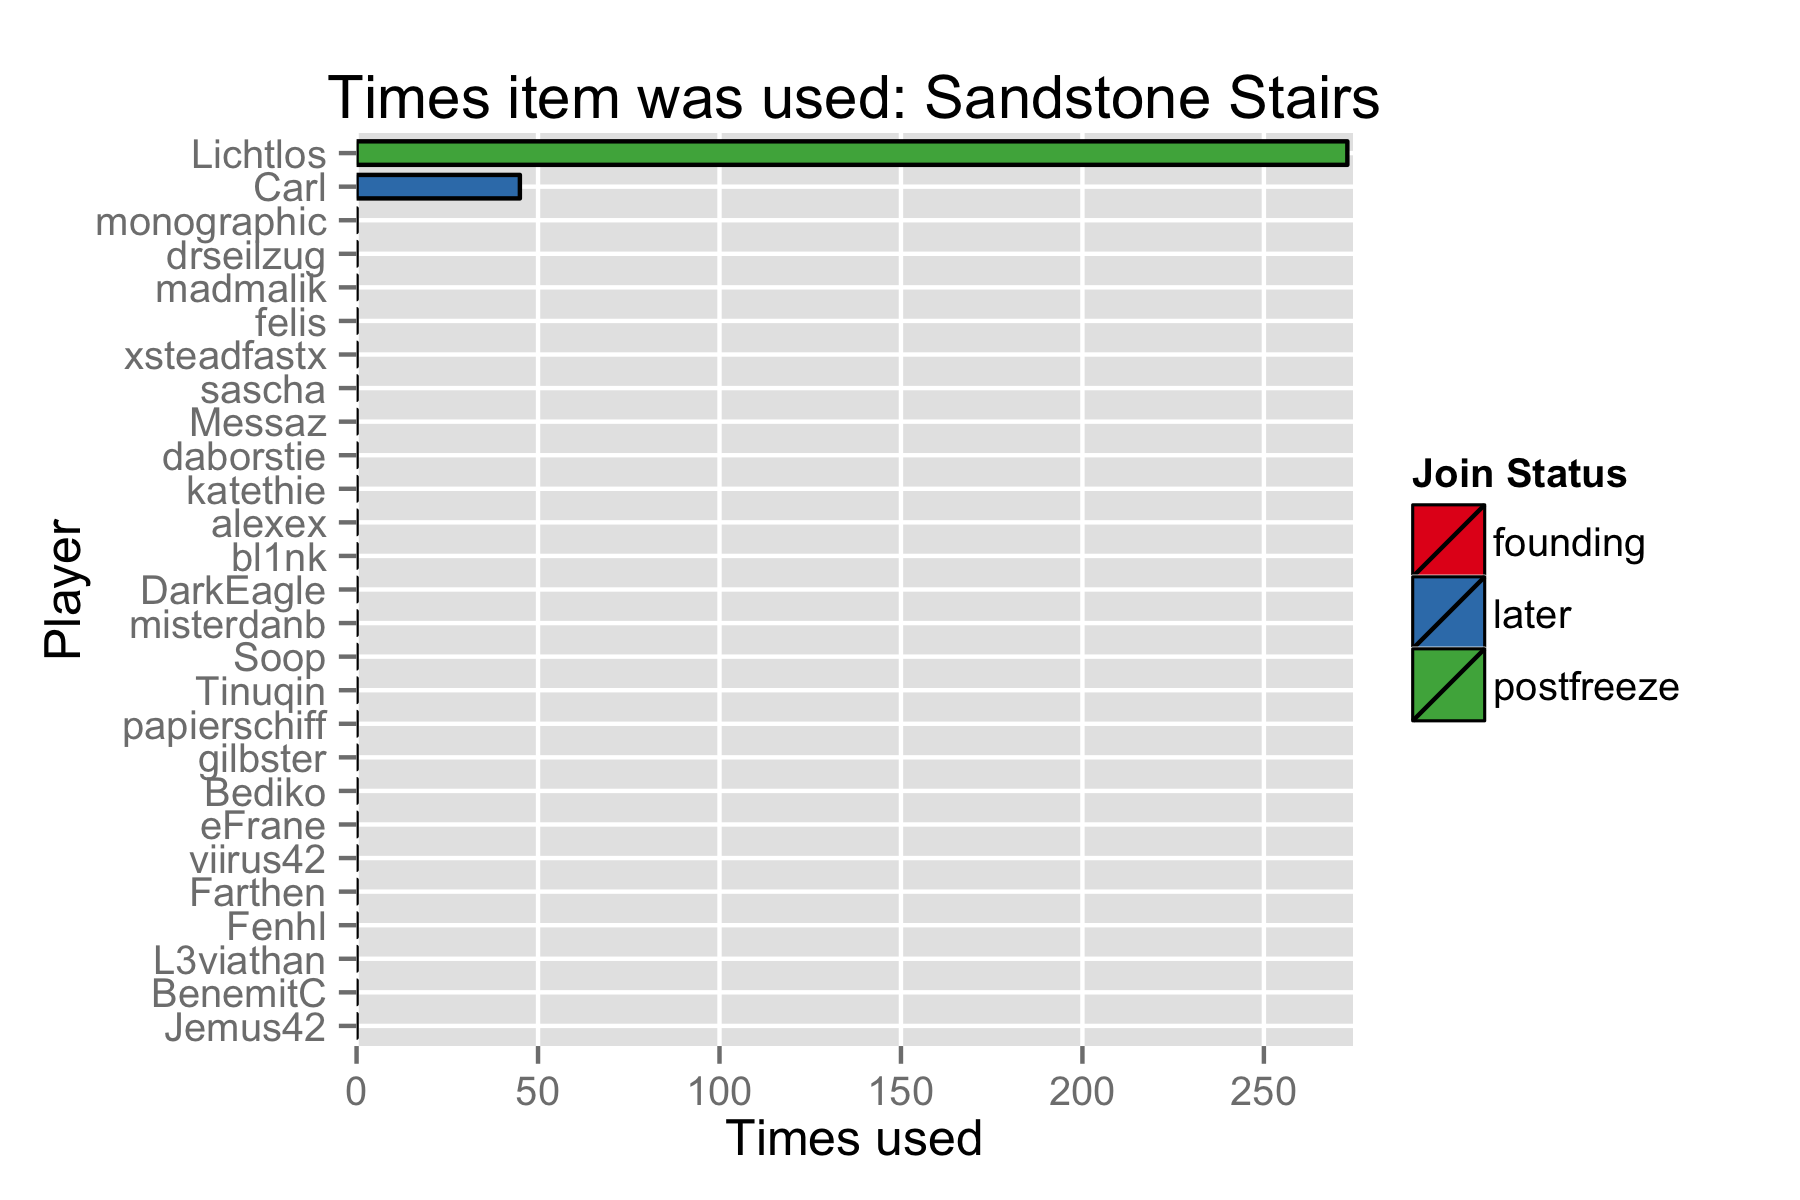 Times item was used: Sandstone Stairs
Lichtlos
Carl
monographic
drseilzug
madmalik
felis
xsteadfastx
sascha
Messaz
daborstie
katethie
alexex
bl1nk
DarkEagle
misterdanb
Soop
Tinuqin
papierschiff
gilbster
Bediko
eFrane
viirus42
Farthen
Fenhl
L3viathan
BenemitC
Jemus42
Player
0 50 100 150 200 250
Times used
Join Status
founding
later
postfreeze